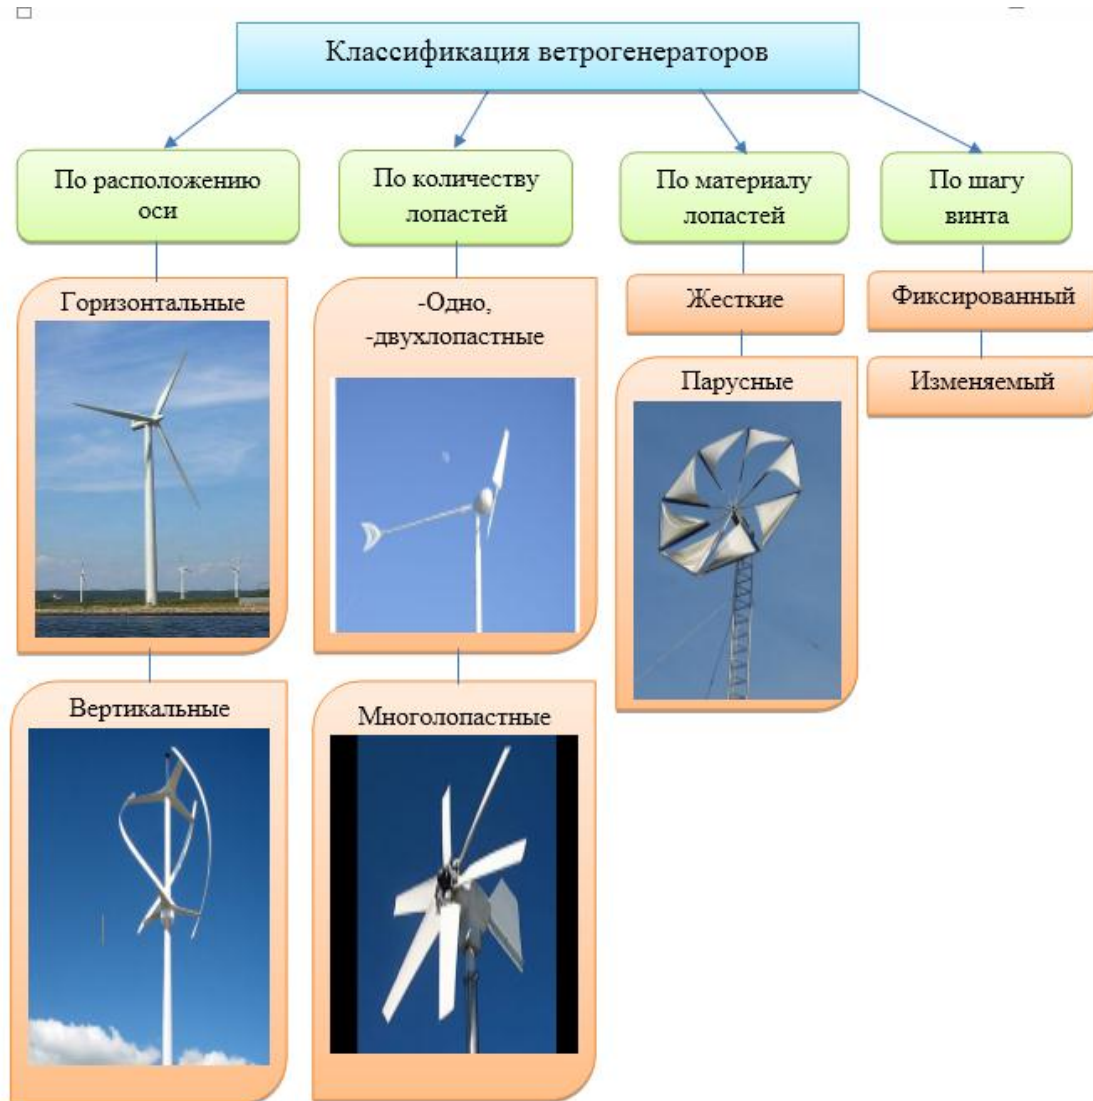 Классификация ветрогенераторов
По расположению
оси
По количеству
лопастей
По материалу
лопастей
По шагу
винта
Горизонтальные
Вертикальные
-Одно,
-двухлопастные
Многолопастные
Жесткие
Парусные
Фиксированный
Изменяемый